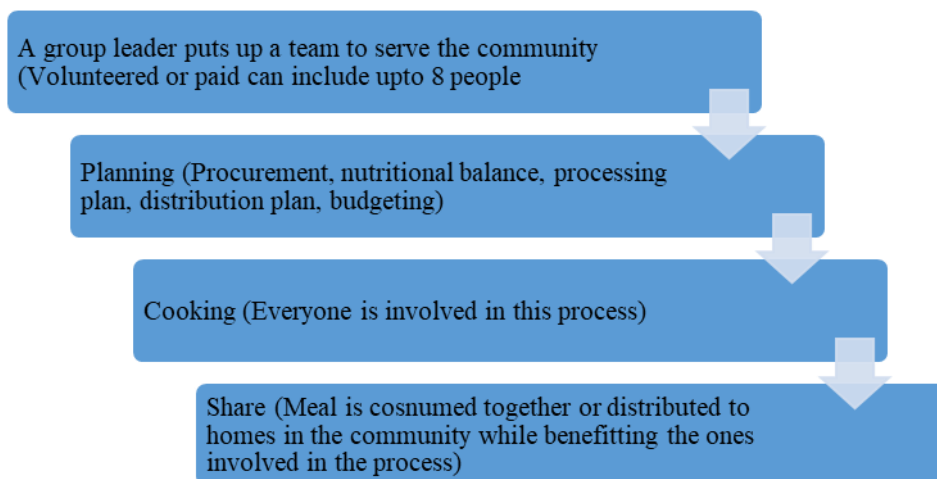 A group leader puts up a team to serve the community
(Volunteered or paid can include upto 8 people
Planning (Procurement, nutritional balance, processing
plan, distribution plan, budgeting)
Cooking (Everyone is involved in this process)
Share (Meal is cosnumed together or distributed to
homes in the community while benefitting the ones
involved in the process)